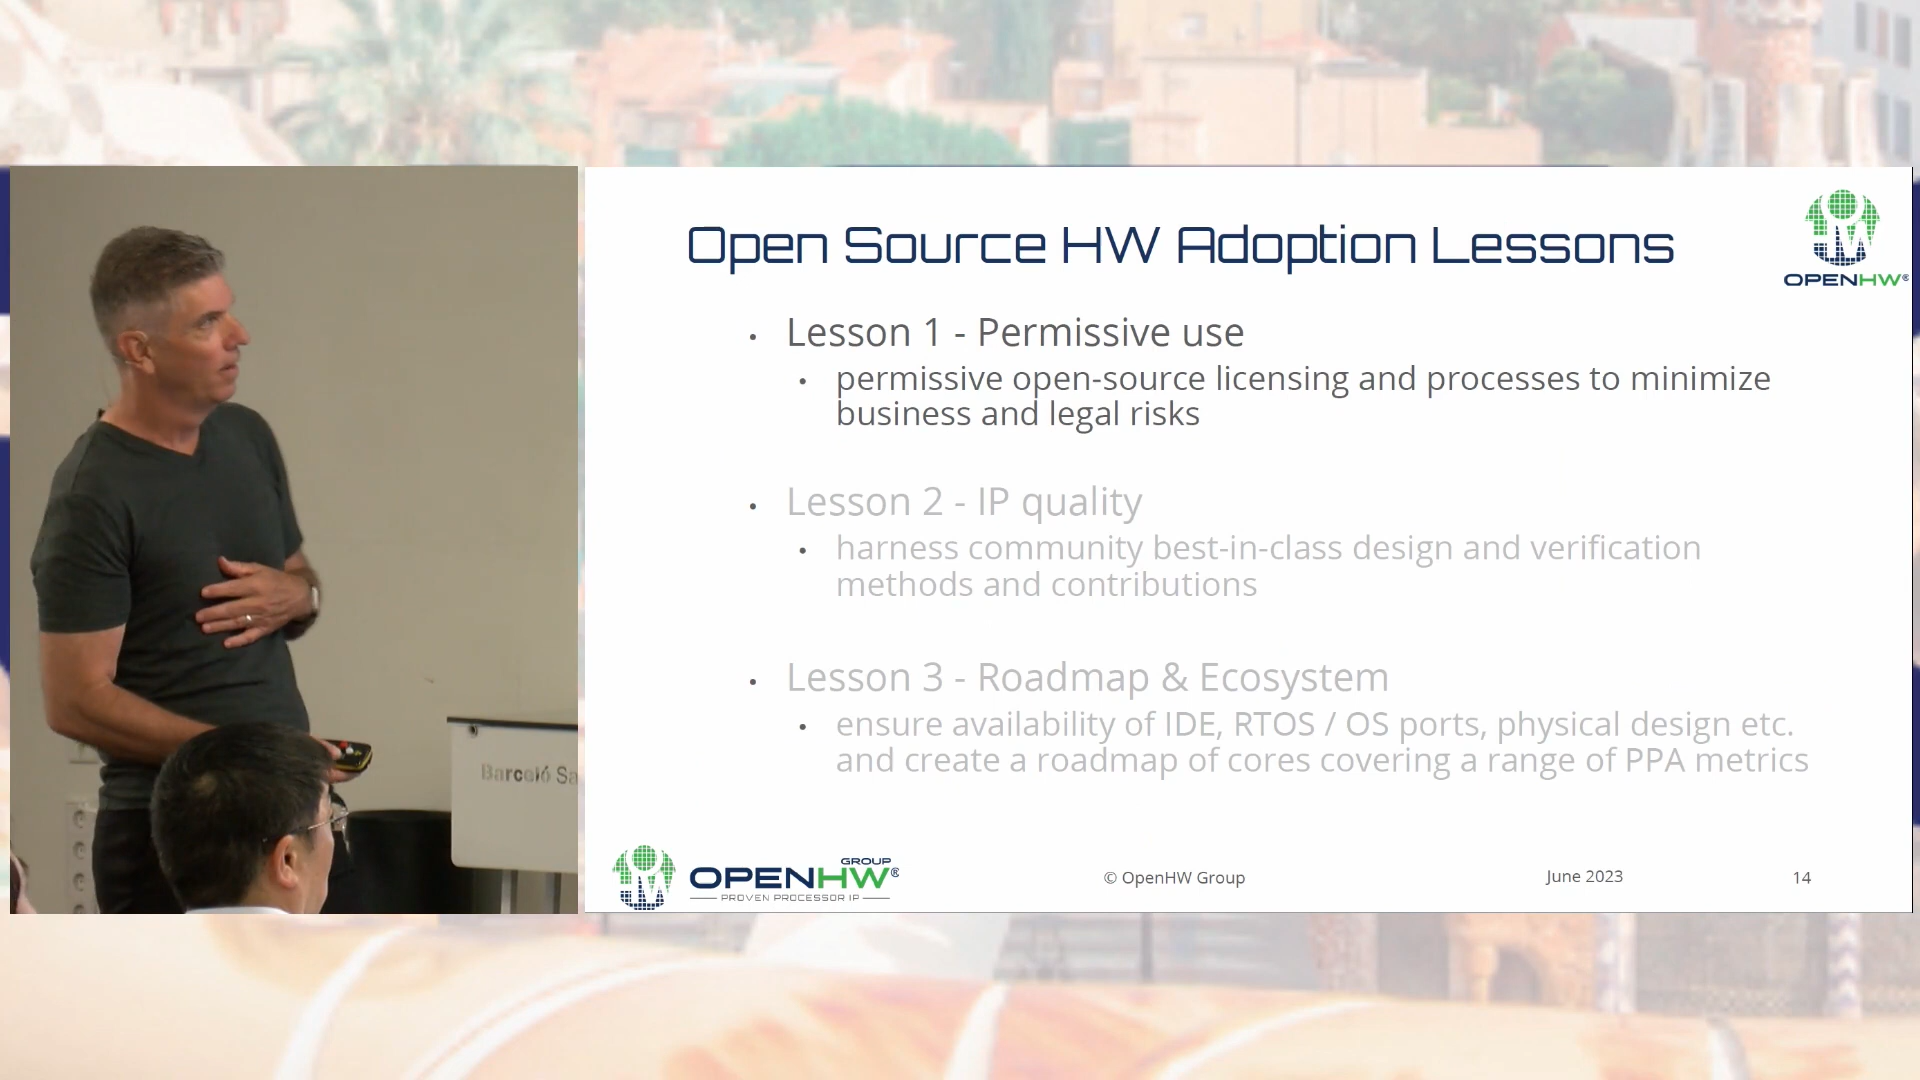 Open Source HW Adoption Lessons
OPENHW®
• Lesson 1 - Permissive use
• permissive open-source licensing and processes to minimize
business and legal risks
• Lesson 2 - IP quality
• harness community best-in-class design and verification
methods and contributions
• Lesson 3 - Roadmap & Ecosystem
• ensure availability of IDE, RTOS / OS ports, physical design etc.
and create a roadmap of cores covering a range of PPA metrics
Barceló Sa
GROUP
OPENHW®
PROVEN PROCESSOR IP
© OpenHW Group
June 2023
14